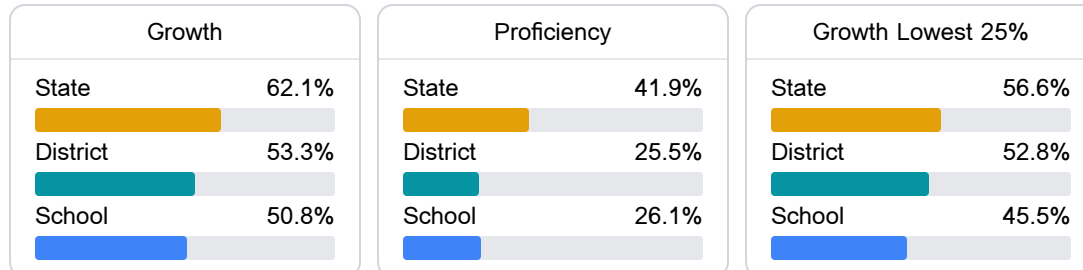 Growth
State 62.1%
District 53.3%
School 50.8%
Proficiency
State 41.9%
District 25.5%
School 26.1%
Growth Lowest 25%
State 56.6%
District 52.8%
School 45.5%